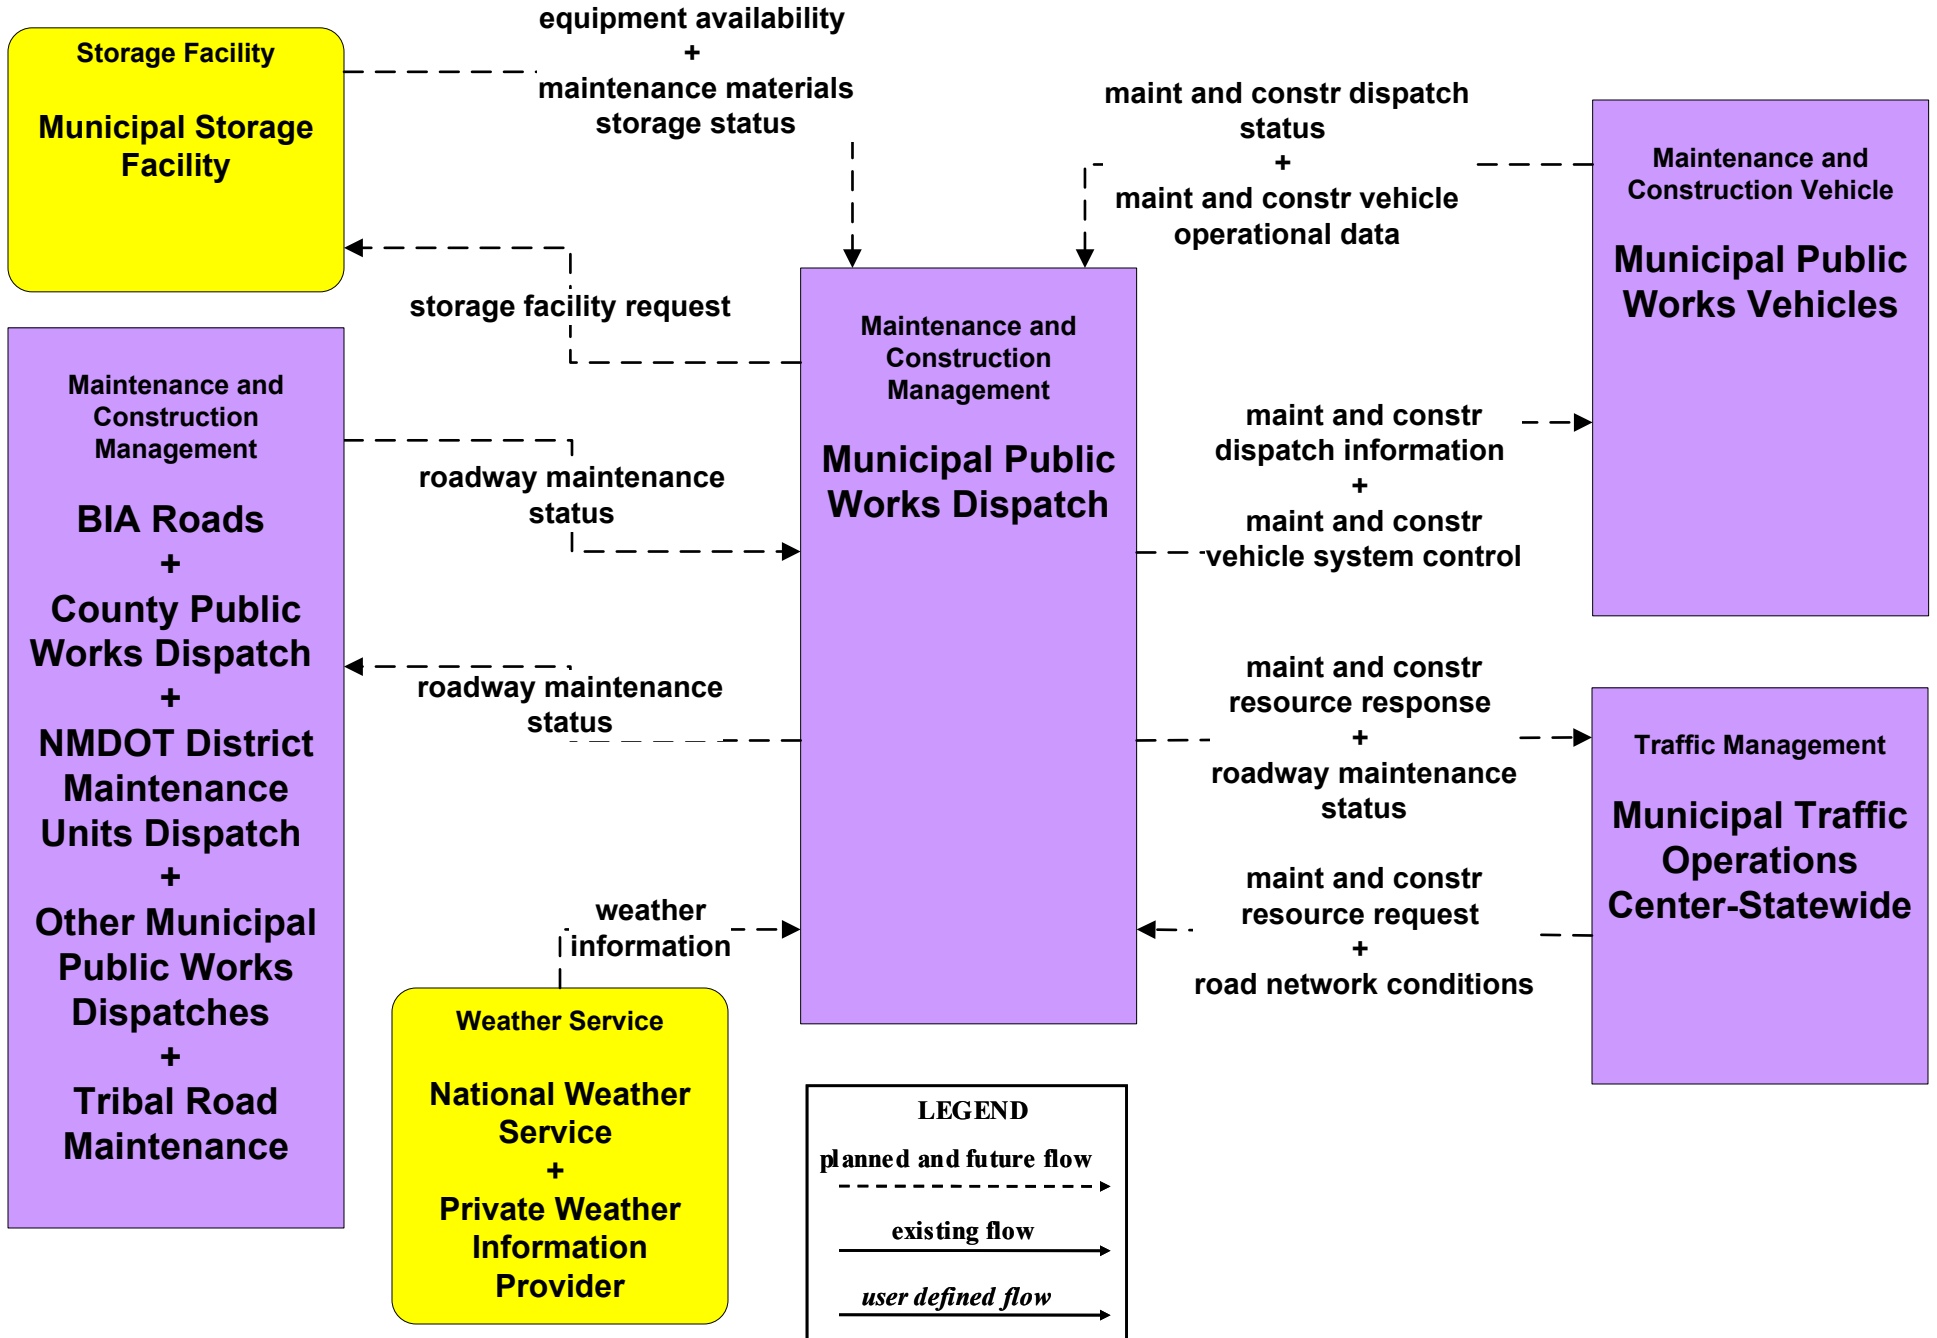 equipment availability
+
maintenance materials
storage status
Storage Facility
Municipal Storage
Facility
storage facility request
maint and constr dispatch
status
+
maint and constr vehicle
operational data
Maintenance and
Construction Vehicle
Municipal Public
Works Vehicles
Maintenance and
Construction
Management
BIA Roads
+
County Public
Works Dispatch
+
NMDOT District
Maintenance
Units Dispatch
+
Other Municipal
Public Works
Dispatches
+
Tribal Road
Maintenance
roadway maintenance
status
roadway maintenance
status
Maintenance and
Construction
Management
Municipal Public
Works Dispatch
maint and constr
dispatch information
+
maint and constr
vehicle system control
maint and constr
resource response
+
roadway maintenance
status
maint and constr
resource request
+
road network conditions
Traffic Management
Municipal Traffic
Operations
Center-Statewide
weather
information
Weather Service
National Weather
Service
+
Private Weather
Information
Provider
LEGEND
planned and future flow
existing flow
user defined flow